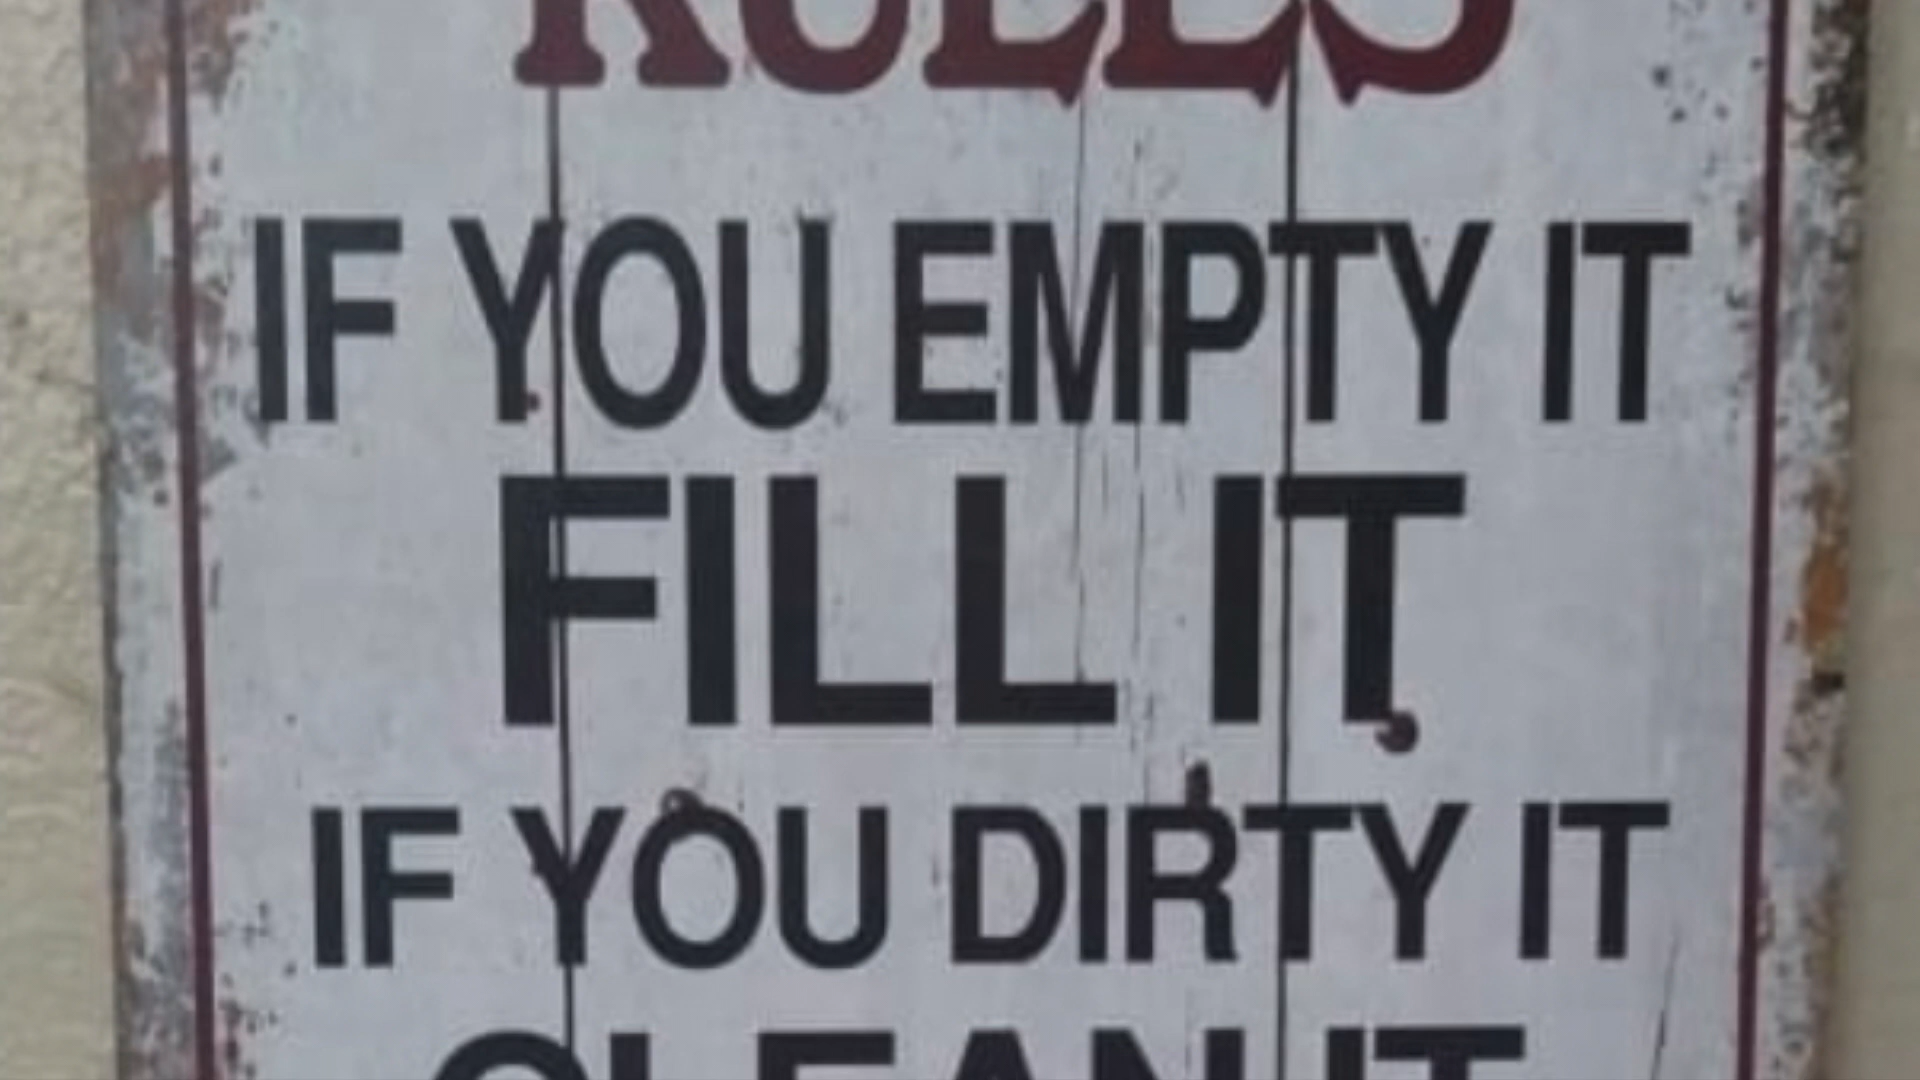 RULES
IF YOU EMPTY IT
FILL IT
IF YOU DIRTY IT
CLEAN IT